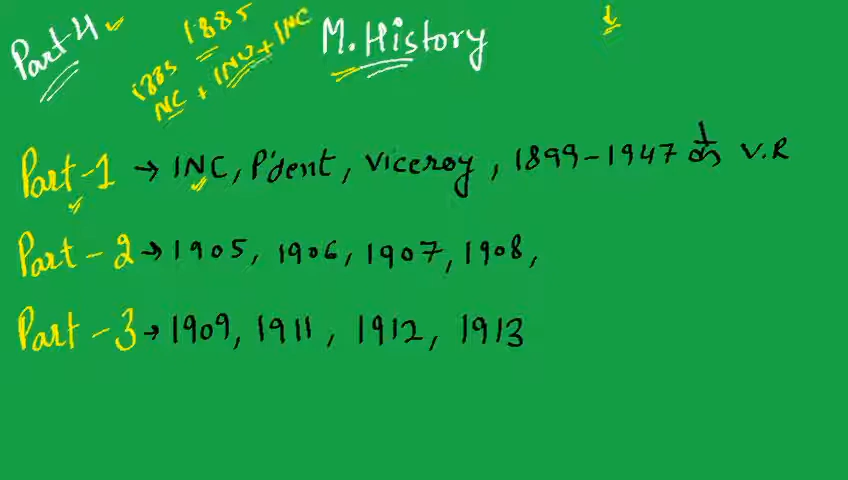 Part-4
1885
1885
NC + INU + INC
M. History
Part-1 → INC, P'dent, Viceroy, 1899-1947 के V.R
Part-2 → 1905, 1906, 1907, 1908,
Part-3 → 1909, 1911, 1912, 1913